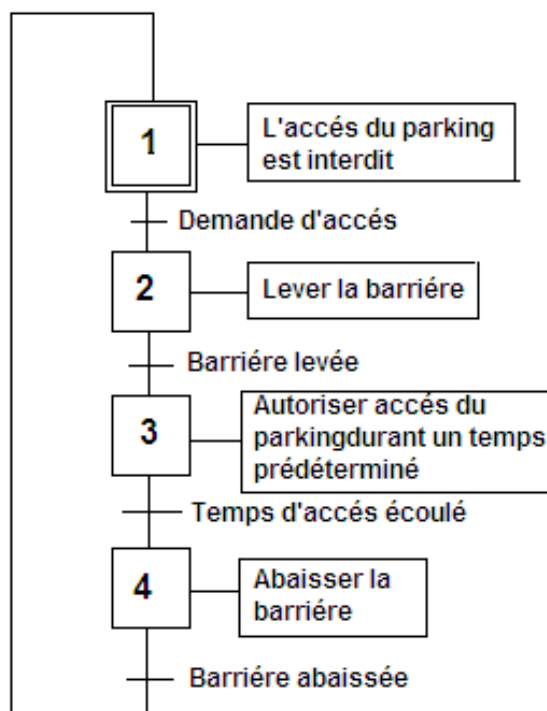 1
L'accés du parking
est interdit
Demande d'accés
2
Lever la barriére
Barriére levée
3
Autoriser accés du
parkingdurant un temps
prédéterminé
Temps d'accés écoulé
4
Abaisser la
barriére
Barriére abaissée